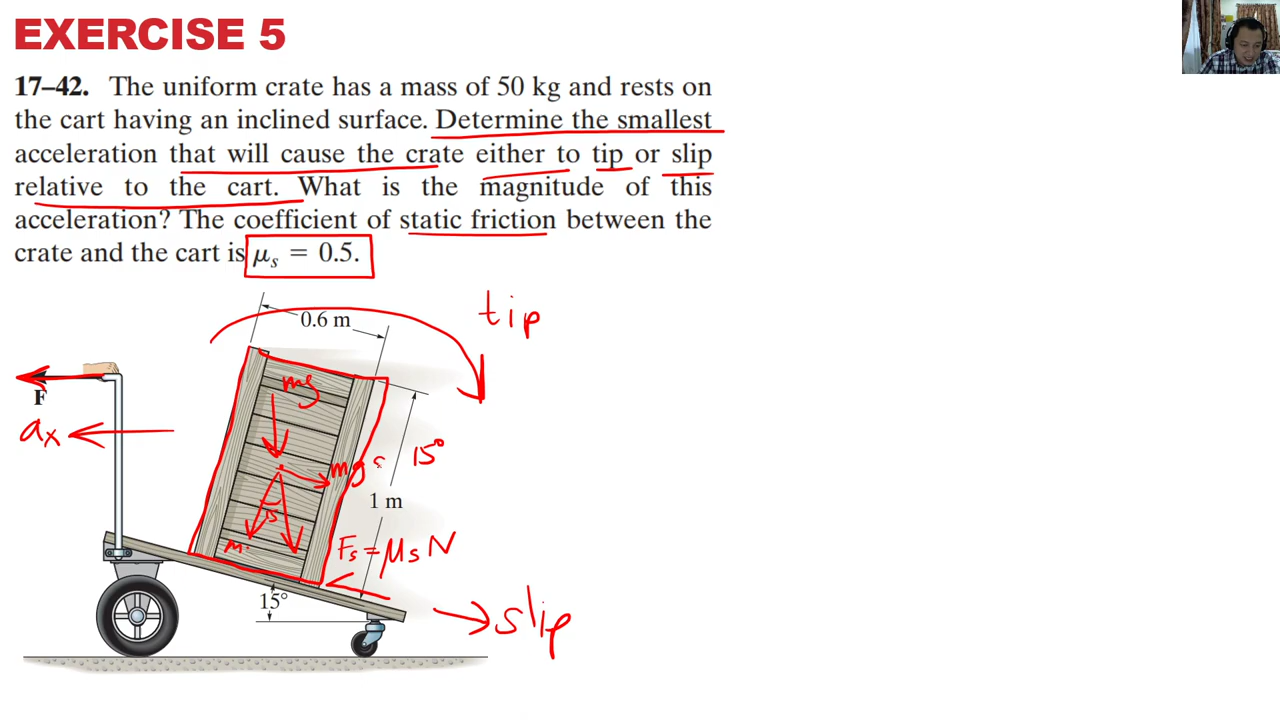 EXERCISE 5
17–42. The uniform crate has a mass of 50 kg and rests on
the cart having an inclined surface. Determine the smallest
acceleration that will cause the crate either to tip or slip
relative to the cart. What is the magnitude of this
acceleration? The coefficient of static friction between the
crate and the cart is μs = 0.5.
tip
0.6 m
mg
F
ax
15°
mg s
1 m
15
m
Fs = μs N
15°
slip